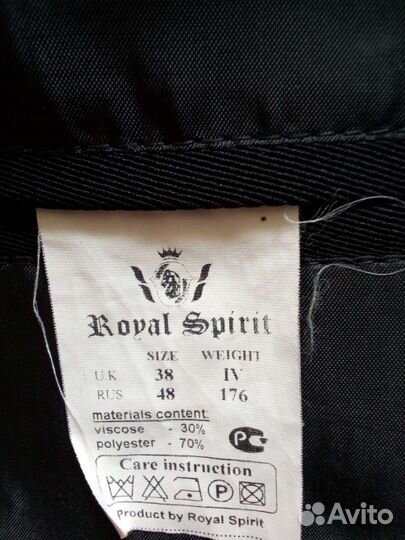 Royal Spirit
SIZE WEIGHT
U.K 38 IV
RUS 48 176
materials content:
viscose - 30%
polyester - 70%
Care instruction
P
Product by Royal Spirit
Avito